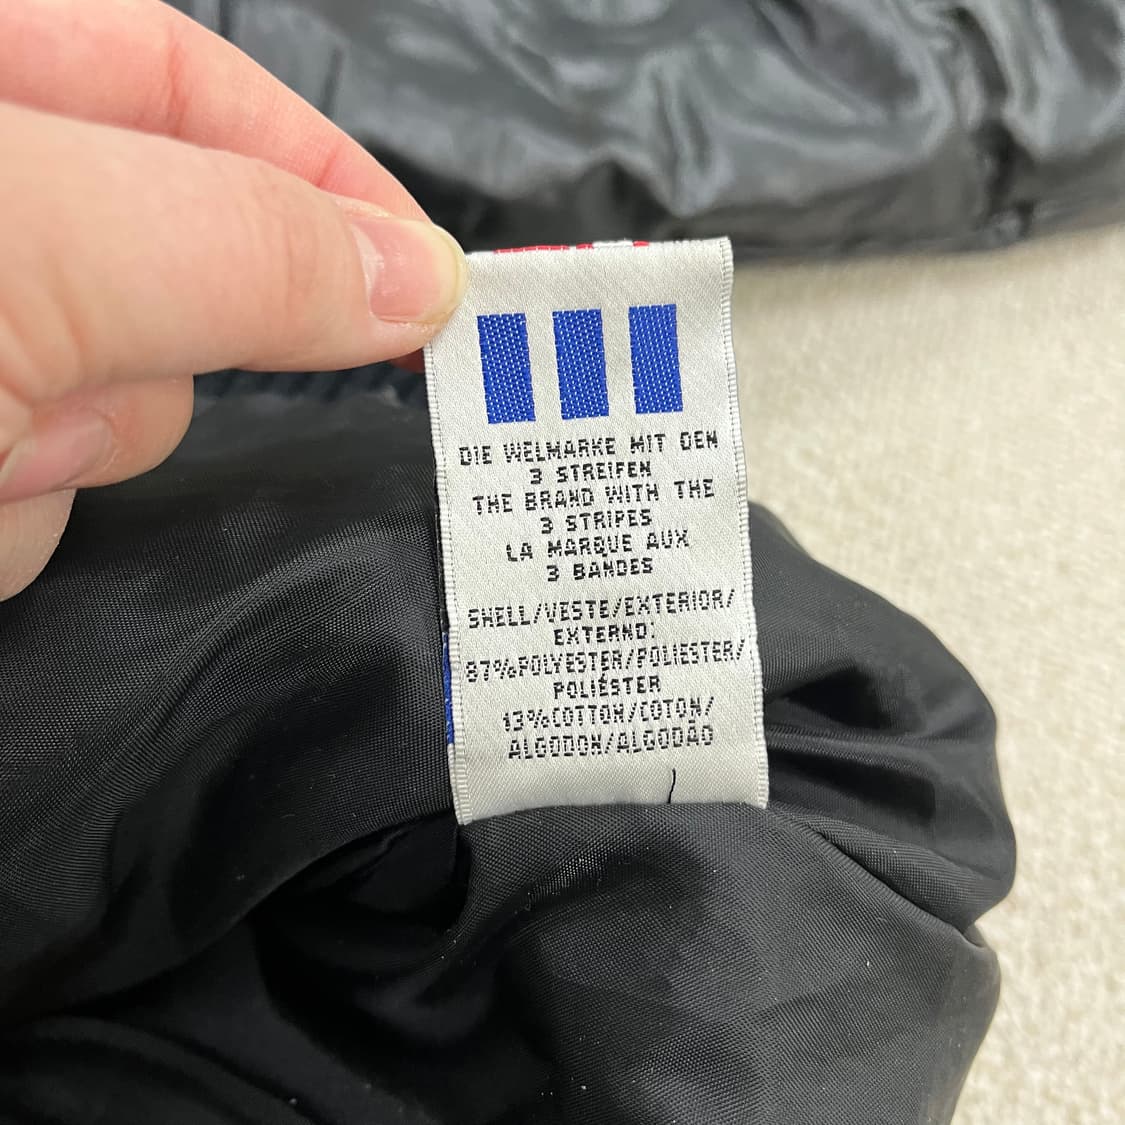 DIE WELMARKE MIT DEN
3 STREIFEN
THE BRAND WITH THE
3 STRIPES
LA MARQUE AUX
3 BANDES
SHELL/VESTE/EXTERIOR/
EXTERNO:
87%POLYESTER/POLIESTER/
POLIÉSTER
13%COTTON/COTON/
ALGODON/ALGODÃO